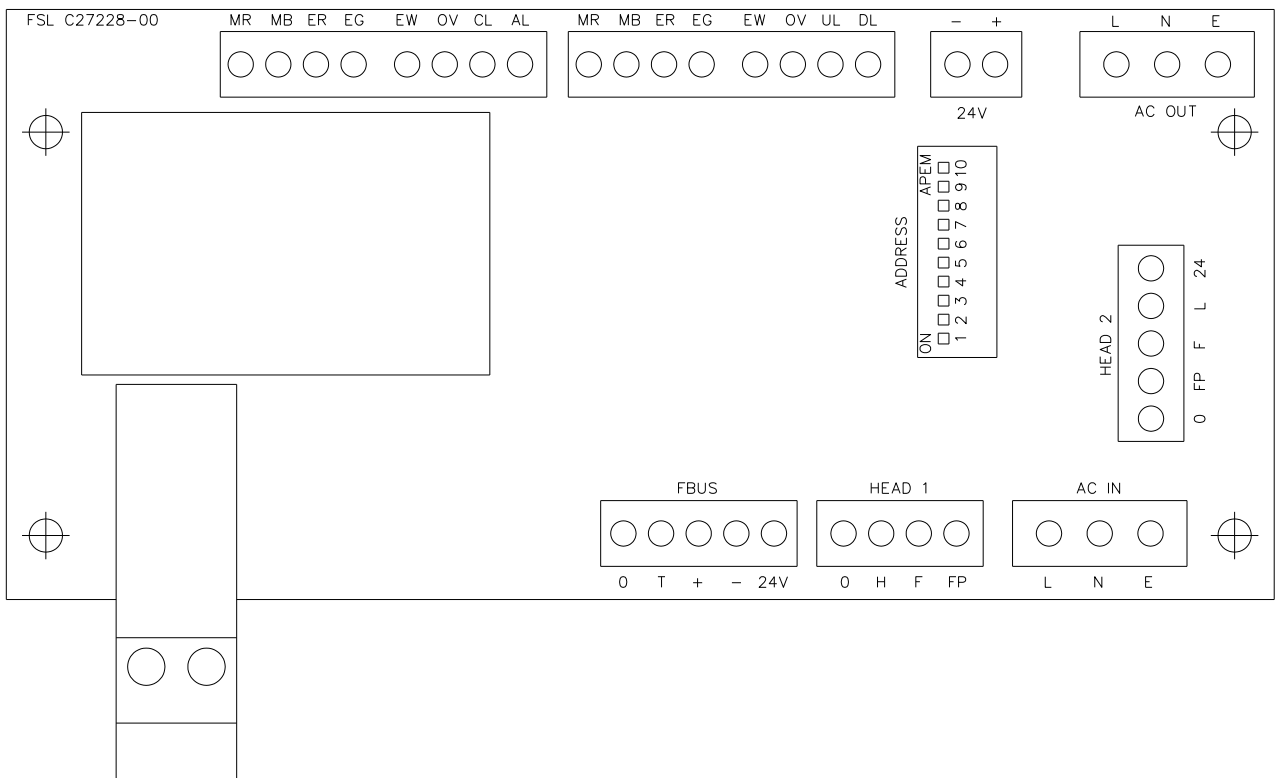 FSL C27228-00
MR MB ER EG EW OV CL AL
MR MB ER EG EW OV UL DL
- +
L N E
24V
AC OUT
ADDRESS
ON APEM
1 2 3 4 5 6 7 8 9 10
HEAD 2
0 FP F L 24
FBUS
HEAD 1
AC IN
0 T + - 24V
0 H F FP
L N E